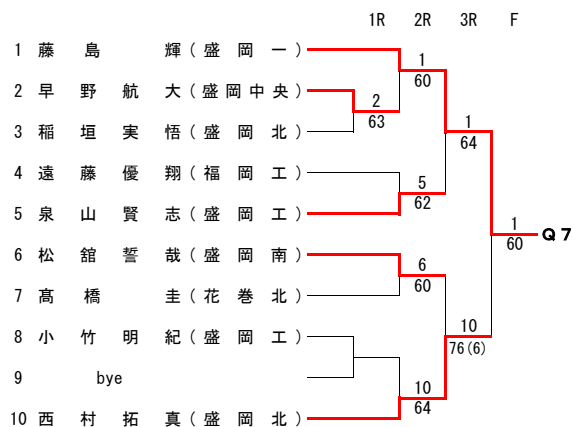 1R 2R 3R F
1 藤島 輝(盛岡一)
1
60
2 早野航大(盛岡中央)
2
63
1
64
3 稲垣実悟(盛岡北)
4 遠藤優翔(福岡工)
5
62
5 泉山賢志(盛岡工)
1
60
Q7
6 松舘誓哉(盛岡南)
6
60
7 髙橋 圭(花巻北)
8 小竹明紀(盛岡工)
10
76(6)
9 bye
10
64
10 西村拓真(盛岡北)